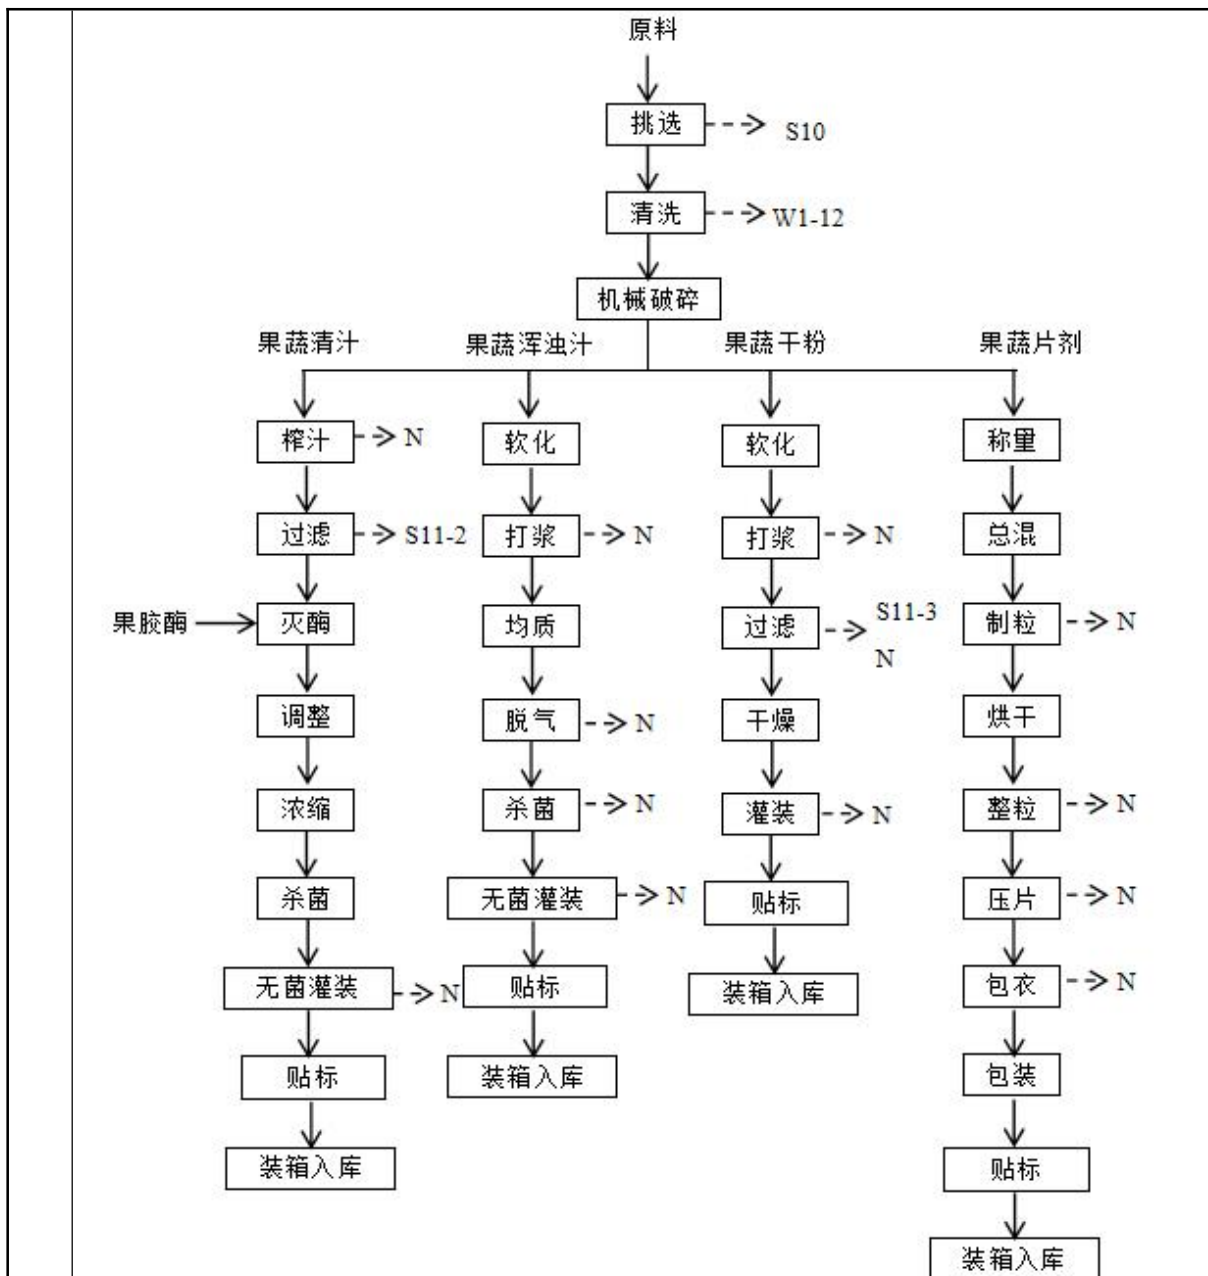 原料
挑选
S10
清洗
W1-12
机械破碎
果蔬清汁
果蔬浑浊汁
果蔬干粉
果蔬片剂
榨汁
N
过滤
S11-2
果胶酶
灭酶
调整
浓缩
杀菌
无菌灌装
N
贴标
装箱入库
软化
打浆
N
均质
脱气
N
杀菌
N
无菌灌装
N
贴标
装箱入库
软化
打浆
N
过滤
S11-3
N
干燥
灌装
N
贴标
装箱入库
称量
总混
制粒
N
烘干
整粒
N
压片
N
包衣
N
包装
贴标
装箱入库